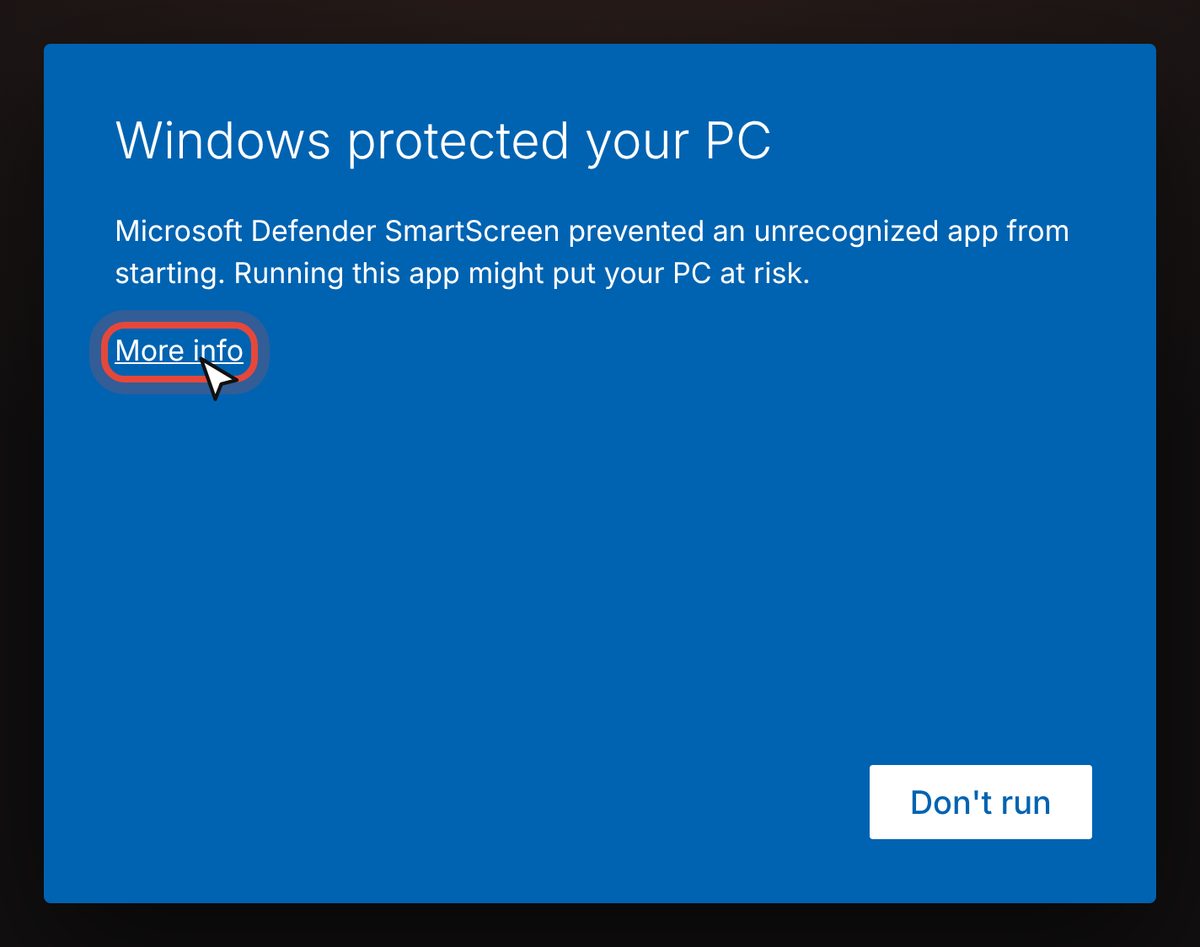 Windows protected your PC
Microsoft Defender SmartScreen prevented an unrecognized app from
starting. Running this app might put your PC at risk.
More info
Don't run